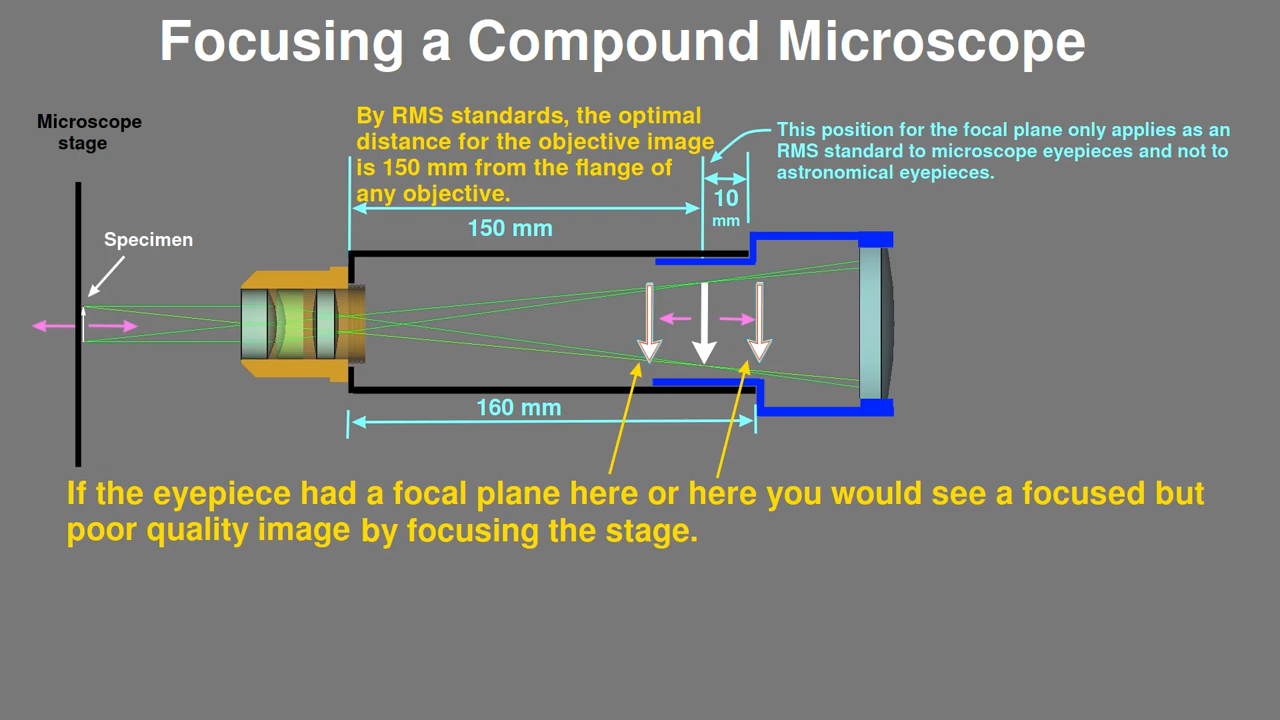 Focusing a Compound Microscope
Microscope
stage
By RMS standards, the optimal
distance for the objective image
is 150 mm from the flange of
any objective.
This position for the focal plane only applies as an
RMS standard to microscope eyepieces and not to
astronomical eyepieces.
10
mm
150 mm
Specimen
160 mm
If the eyepiece had a focal plane here or here you would see a focused but
poor quality image by focusing the stage.